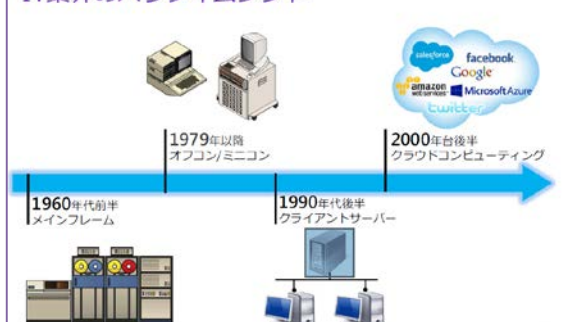 salesforce
facebook
Google
amazon
webservices
Microsoft Azure
twitter
1979年以降
オフコン/ミニコン
2000年台後半
クラウドコンピューティング
1960年代前半
メインフレーム
1990年代後半
クライアントサーバー